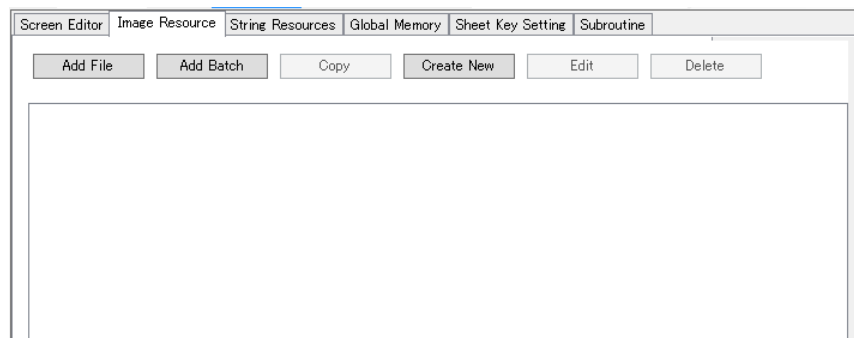 Screen Editor Image Resource String Resources Global Memory Sheet Key Setting Subroutine
Add File Add Batch Copy Create New Edit Delete